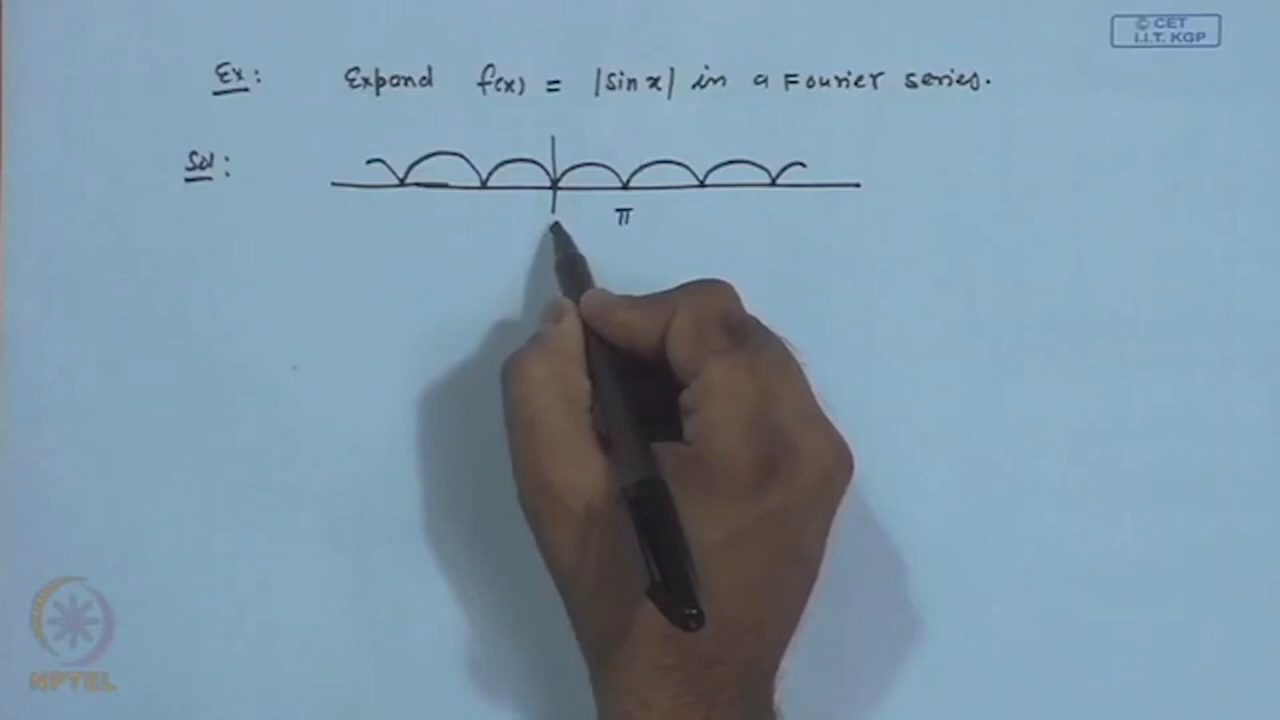 © CET
I.I.T. KGP
Ex: Expand f(x) = |sin x| in a Fourier series.
Sol:
π
NPTEL